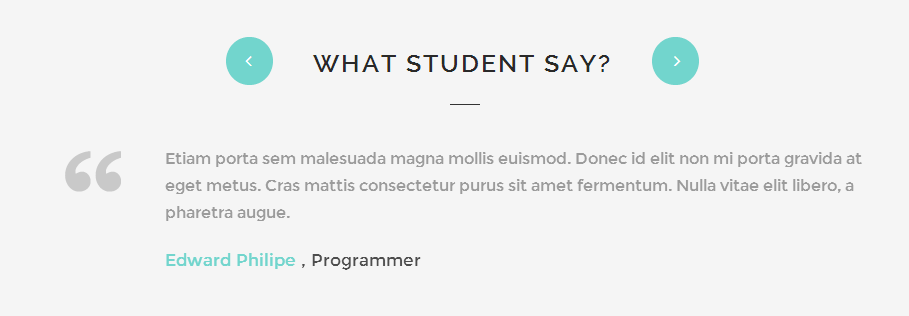 WHAT STUDENT SAY?
Etiam porta sem malesuada magna mollis euismod. Donec id elit non mi porta gravida at
eget metus. Cras mattis consectetur purus sit amet fermentum. Nulla vitae elit libero, a
pharetra augue.
Edward Philipe , Programmer